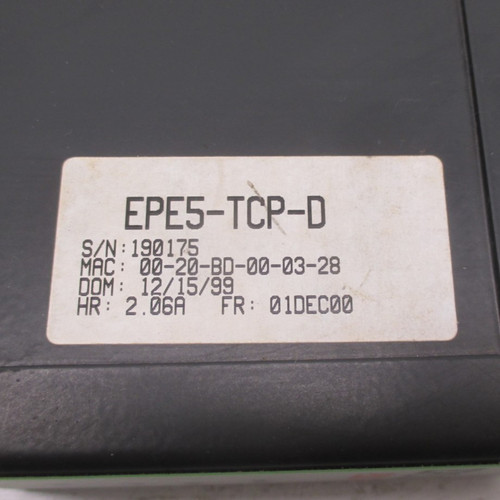 EPE5-TCP-D
S/N:190175
MAC: 00-20-BD-00-03-28
DOM: 12/15/99
HR: 2.06A FR: 01DEC00